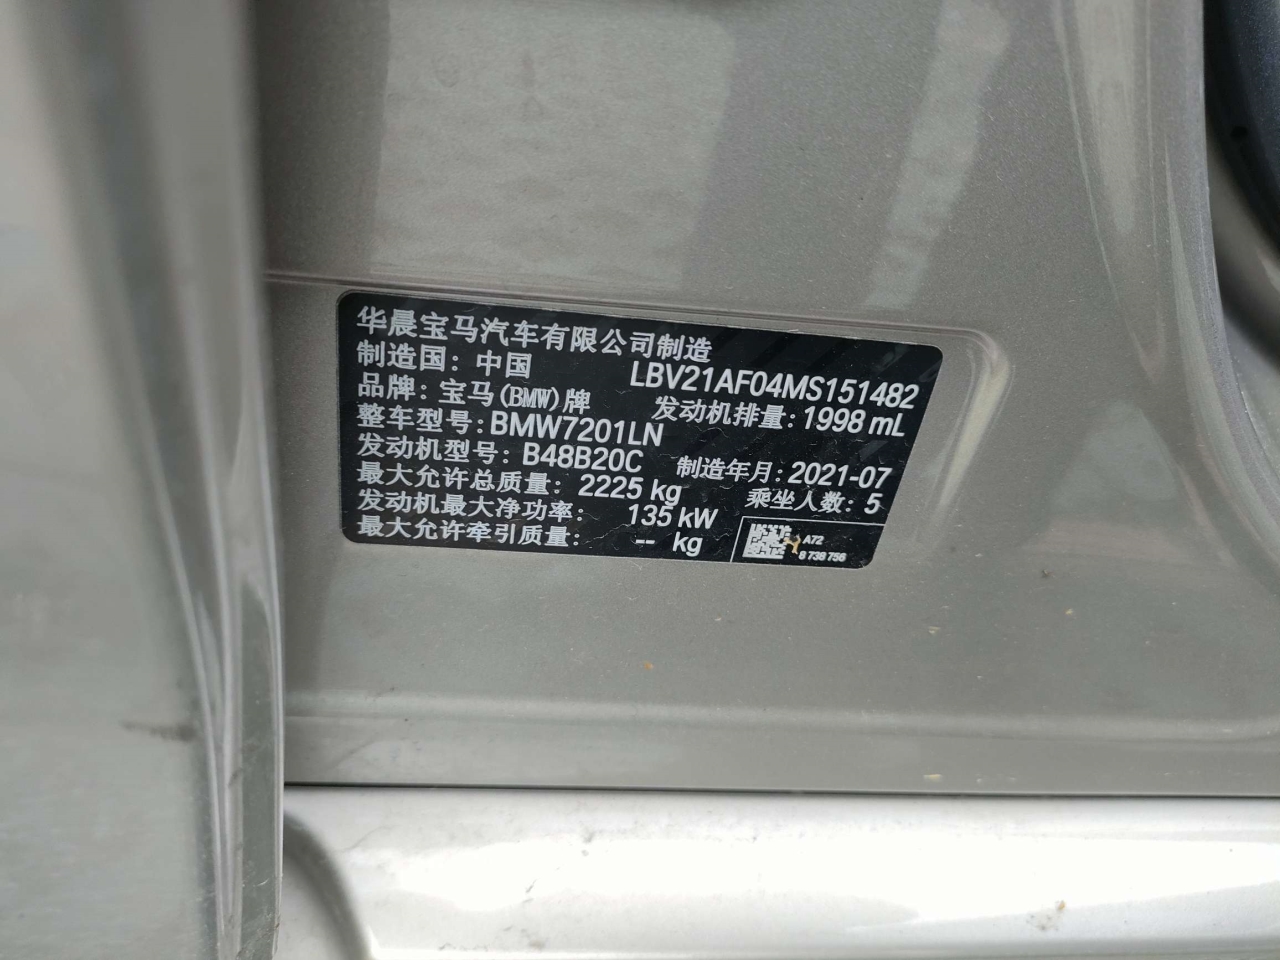 华晨宝马汽车有限公司制造
制造国：中国
LBV21AF04MS151482
品牌：宝马(BMW)牌
发动机排量：1998 mL
整车型号：BMW7201LN
发动机型号：B48B20C
制造年月：2021-07
最大允许总质量：2225 kg
乘坐人数：5
发动机最大净功率：135 kW
最大允许牵引质量：-- kg
A72
8 738 756